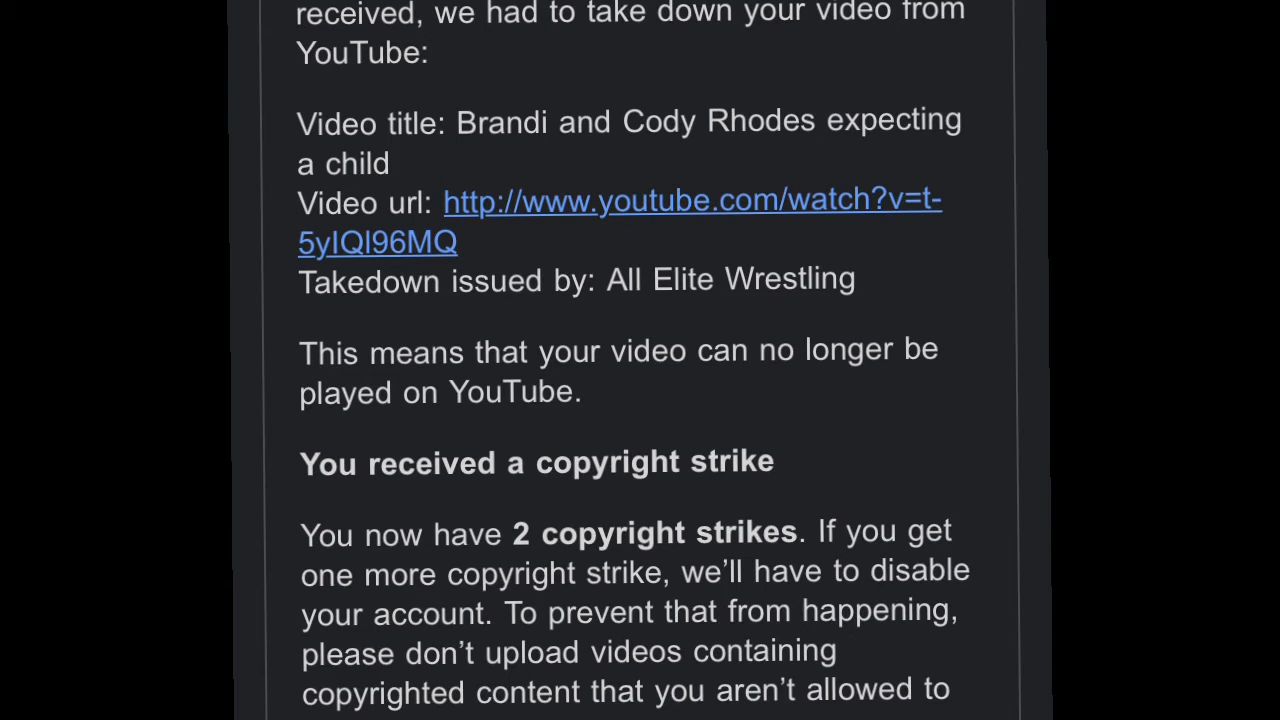 received, we had to take down your video from
YouTube:
Video title: Brandi and Cody Rhodes expecting
a child
Video url: http://www.youtube.com/watch?v=t-
5yIQI96MQ
Takedown issued by: All Elite Wrestling
This means that your video can no longer be
played on YouTube.
You received a copyright strike
You now have 2 copyright strikes. If you get
one more copyright strike, we’ll have to disable
your account. To prevent that from happening,
please don’t upload videos containing
copyrighted content that you aren’t allowed to